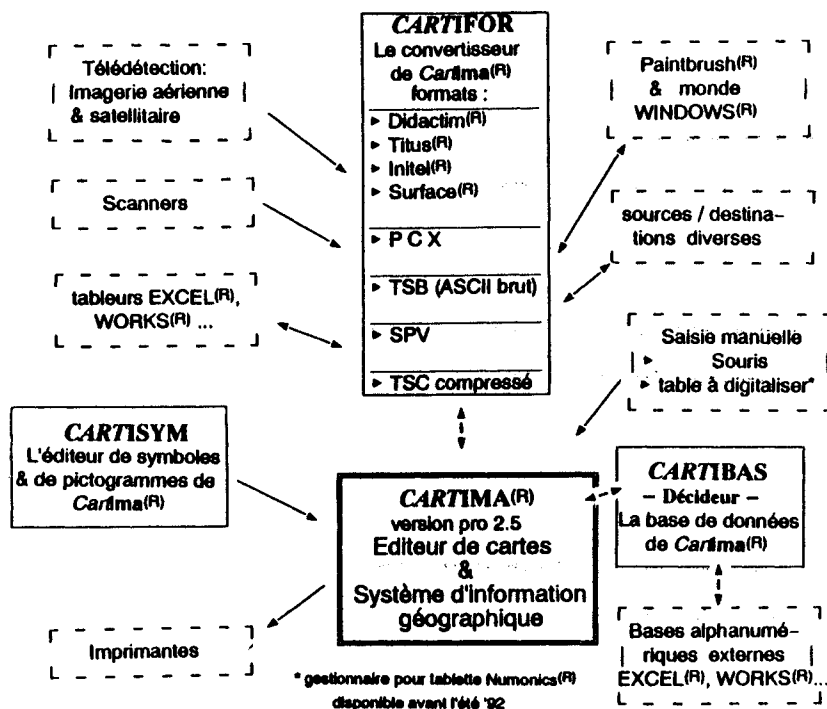 Télédétection:
Imagerie aérienne
& satellitaire
Scanners
tableurs EXCEL(R),
WORKS(R) ...
CARTIFOR
Le convertisseur
de CartIma(R)
formats :
▸ Didactim(R)
▸ Titus(R)
▸ Initel(R)
▸ Surface(R)
▸ P C X
▸ TSB (ASCII brut)
▸ SPV
▸ TSC compressé
Paintbrush(R)
& monde
WINDOWS(R)
sources / destina-
tions diverses
Saisie manuelle
▸ Souris
▸ table à digitaliser*
CARTISYM
L'éditeur de symboles
& de pictogrammes de
CartIma(R)
CARTIMA(R)
version pro 2.5
Editeur de cartes
&
Système d'information
géographique
CARTIBAS
– Décideur –
La base de données
de CartIma(R)
Imprimantes
Bases alphanumé-
riques externes
EXCEL(R), WORKS(R)...
* gestionnaire pour tablette Numonics(R)
disponible avant l'été '92